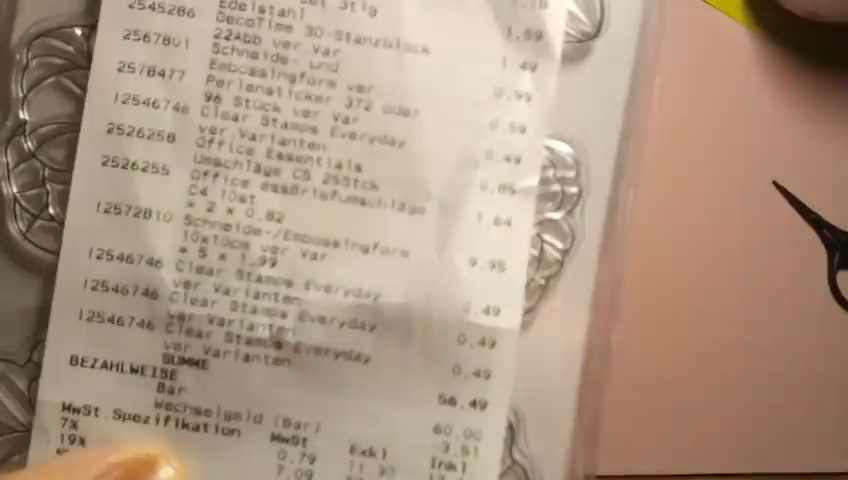 2545286 Edelstahl 1.59
DecoTime 3D-Stanzblock
2567801 22Abb ver.Var 1.49
Schneide- und
2578477 Embossingform ver 0.99
Perlensticker 372 oder
12546746 96 Stück ver Var 0.59
Clear Stamps Everyday
2526258 ver.Varianten 0.49
Office Essentials
2526255 Umschläge C5 25Stck 0.85
Office essBriefumschläge
C4 10st 1.64
* 2 x 0.82
12572810 Schneide-/Embossingform
10x10cm ver Var 9.95
* 5 x 1.99
12546746 Clear Stamps Everyday
ver Varianten 0.49
12546746 Clear Stamps Everyday
ver Varianten 0.49
12546746 Clear Stamps Everyday
ver Varianten 0.49
SUMME 56.49
BEZAHLWEISE
Bar 60.00
Wechselgeld (Bar) -3.51
MwSt.Spezifikation MwSt. Exkl Inkl
7% 0.79 11.30
19% 7.09